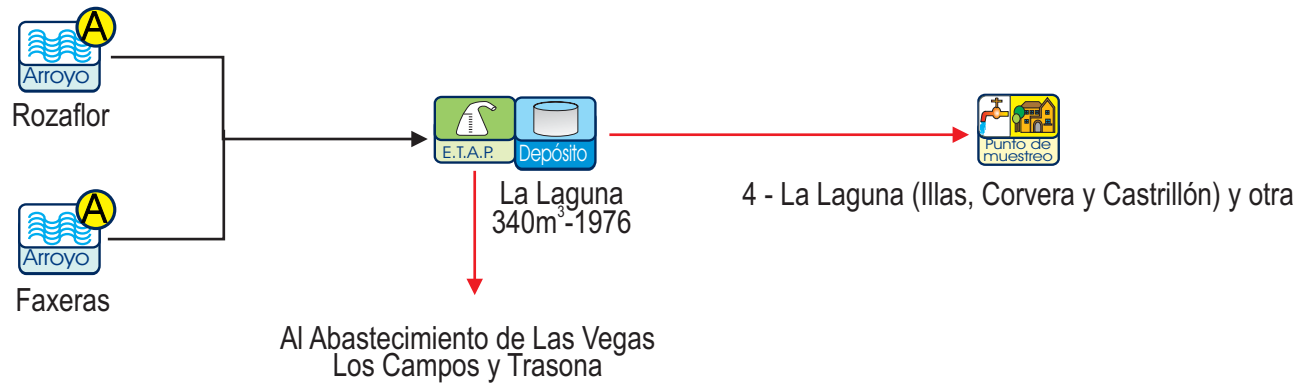 A
Arroyo
Rozaflor
A
Arroyo
Faxeras
E.T.A.P.
Depósito
La Laguna
340m³-1976
Punto de
muestreo
4 - La Laguna (Illas, Corvera y Castrillón) y otra
Al Abastecimiento de Las Vegas
Los Campos y Trasona